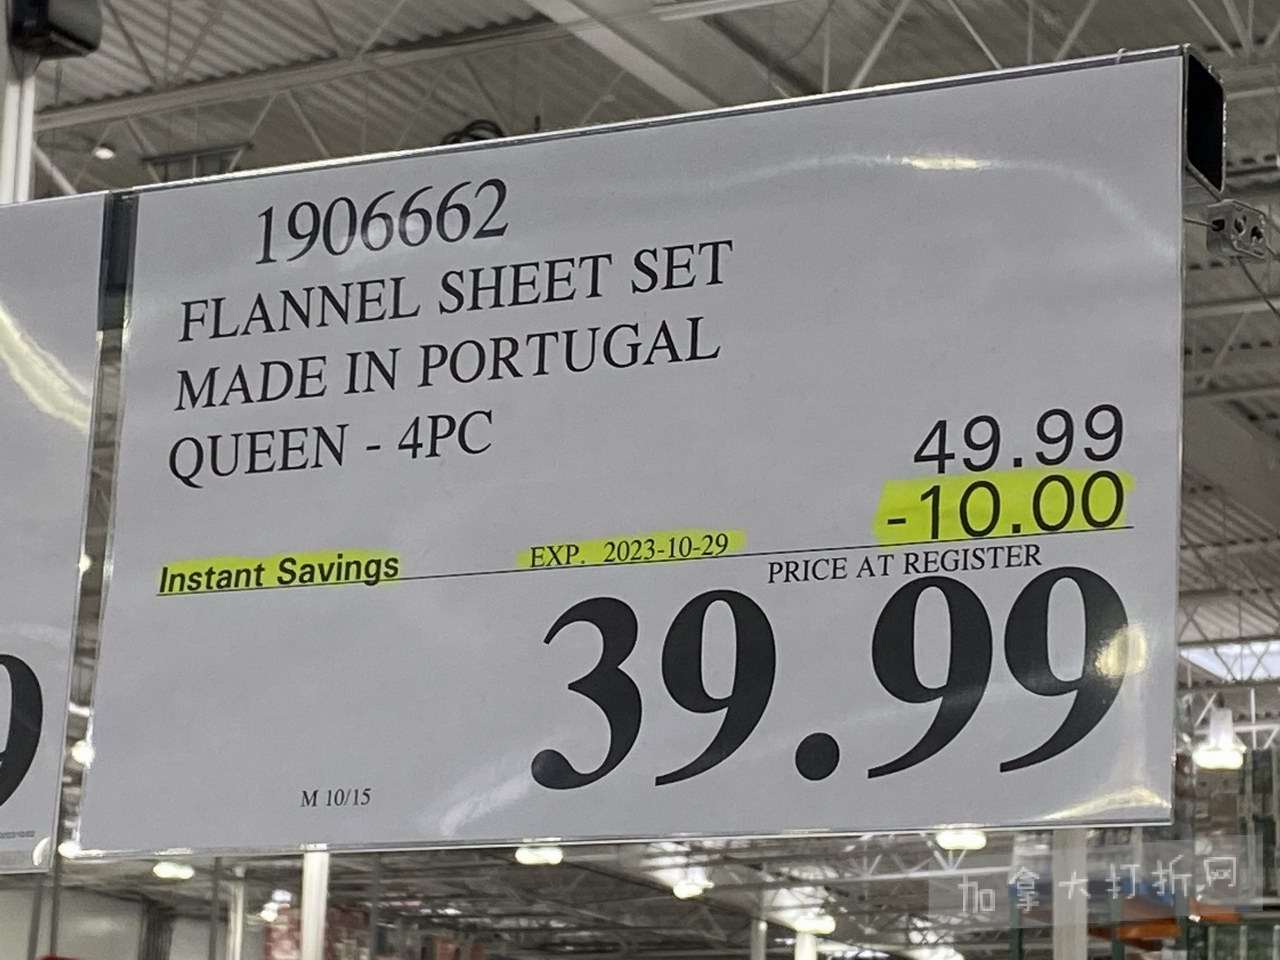 1906662
FLANNEL SHEET SET
MADE IN PORTUGAL
QUEEN - 4PC
49.99
-10.00
Instant Savings EXP. 2023-10-29
PRICE AT REGISTER
39.99
M 10/15
9
加拿大打折网